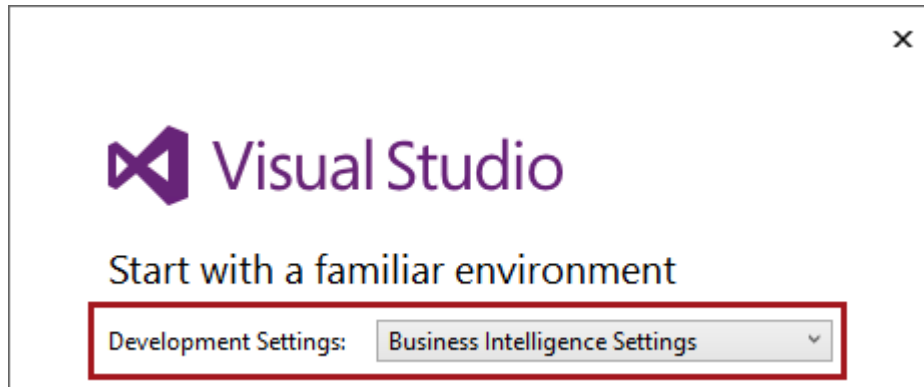 Visual Studio
Start with a familiar environment
Development Settings: Business Intelligence Settings